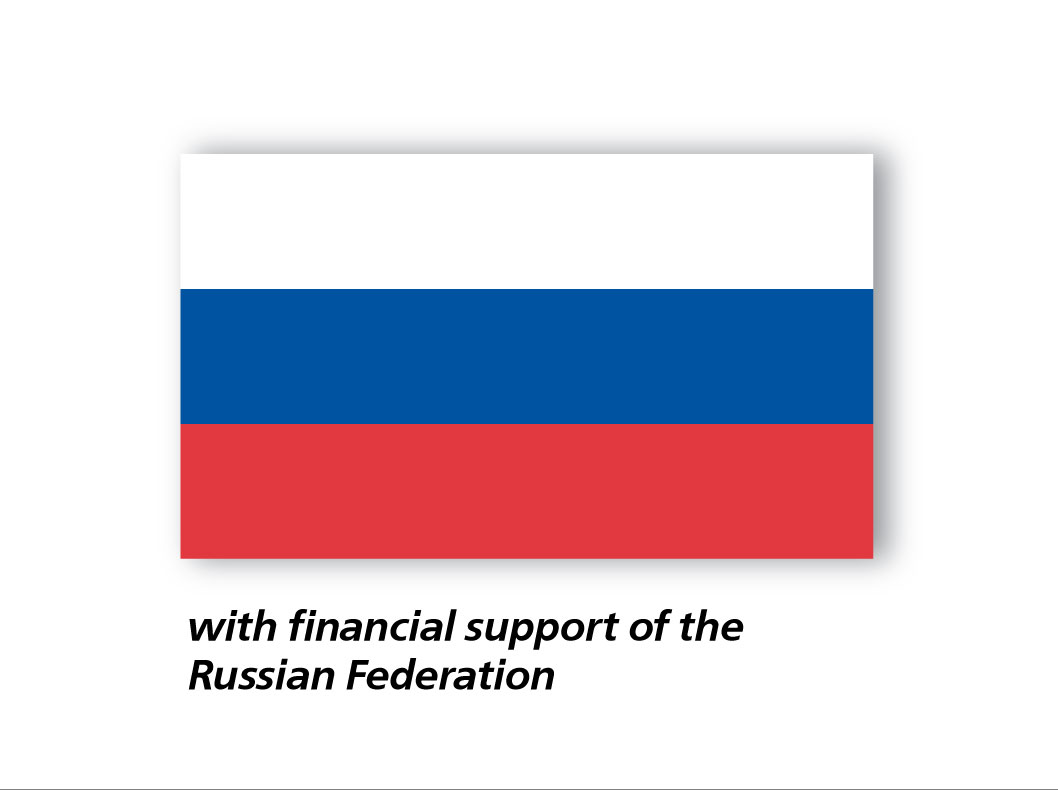 with financial support of the
Russian Federation